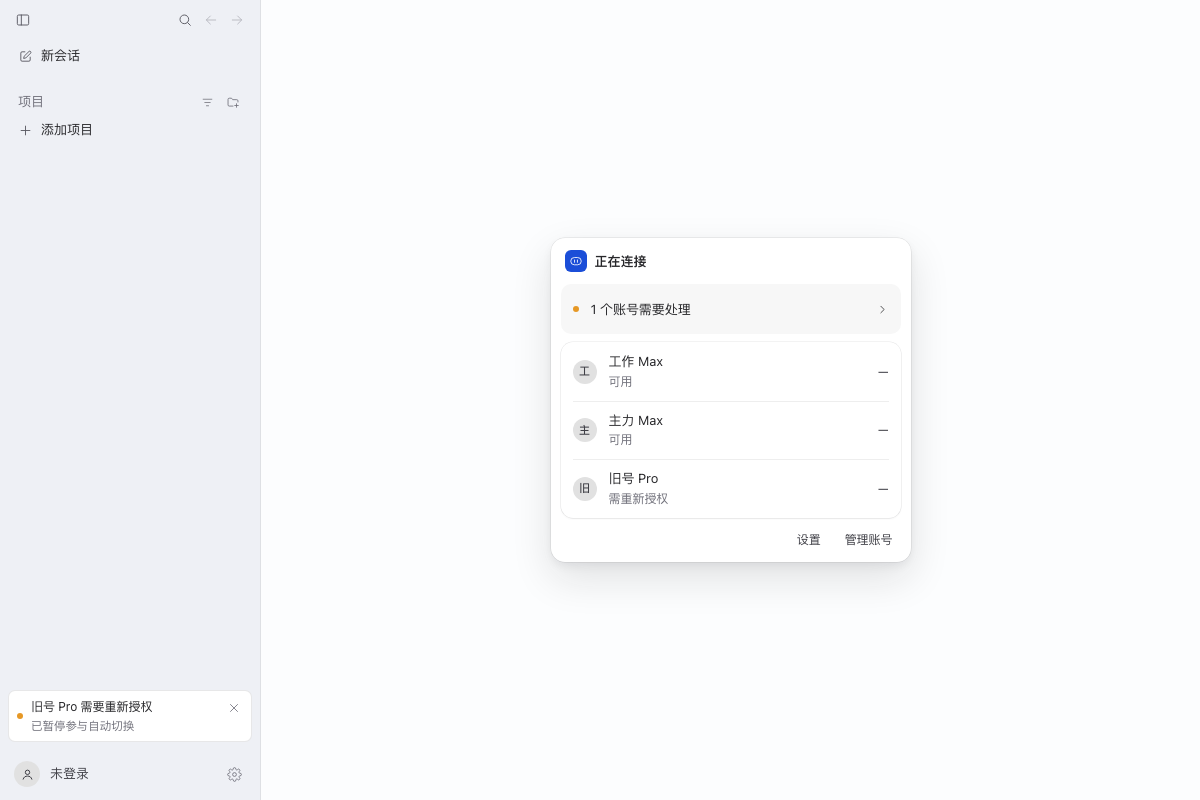 新会话
项目
添加项目
正在连接
1 个账号需要处理
工
工作 Max
可用
—
主
主力 Max
可用
—
旧
旧号 Pro
需重新授权
—
设置
管理账号
旧号 Pro 需要重新授权
已暂停参与自动切换
未登录